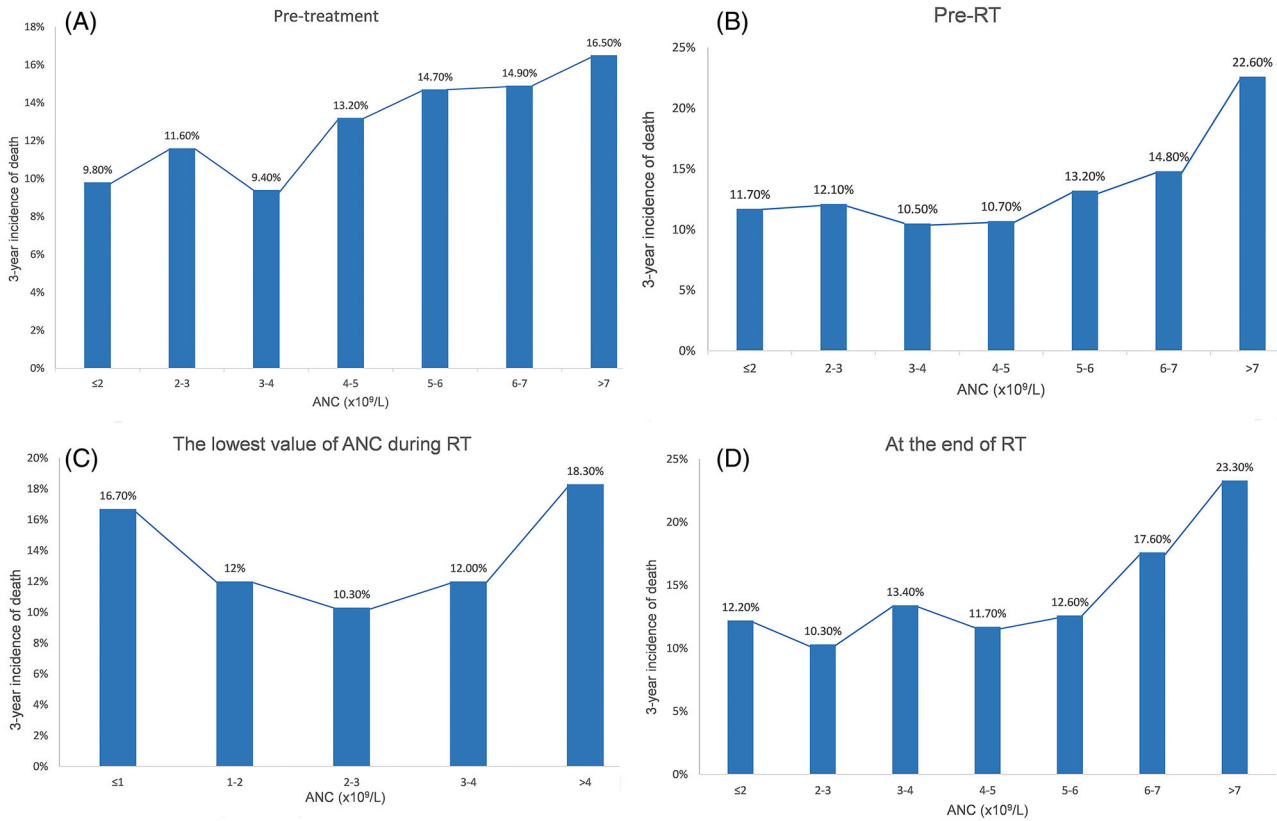 (A)
Pre-treatment
3-year incidence of death
18%
16%
14%
12%
10%
8%
6%
4%
2%
0%
9.80%
11.60%
9.40%
13.20%
14.70%
14.90%
16.50%
≤2 2-3 3-4 4-5 5-6 6-7 >7
ANC (x10⁹/L)
(B)
Pre-RT
3-year incidence of death
25%
20%
15%
10%
5%
0%
11.70%
12.10%
10.50%
10.70%
13.20%
14.80%
22.60%
≤2 2-3 3-4 4-5 5-6 6-7 >7
ANC (x10⁹/L)
(C)
The lowest value of ANC during RT
3-year incidence of death
20%
18%
16%
14%
12%
10%
8%
6%
4%
2%
0%
16.70%
12%
10.30%
12.00%
18.30%
≤1 1-2 2-3 3-4 >4
ANC (x10⁹/L)
(D)
At the end of RT
3-year incidence of death
25%
20%
15%
10%
5%
0%
12.20%
10.30%
13.40%
11.70%
12.60%
17.60%
23.30%
≤2 2-3 3-4 4-5 5-6 6-7 >7
ANC (x10⁹/L)